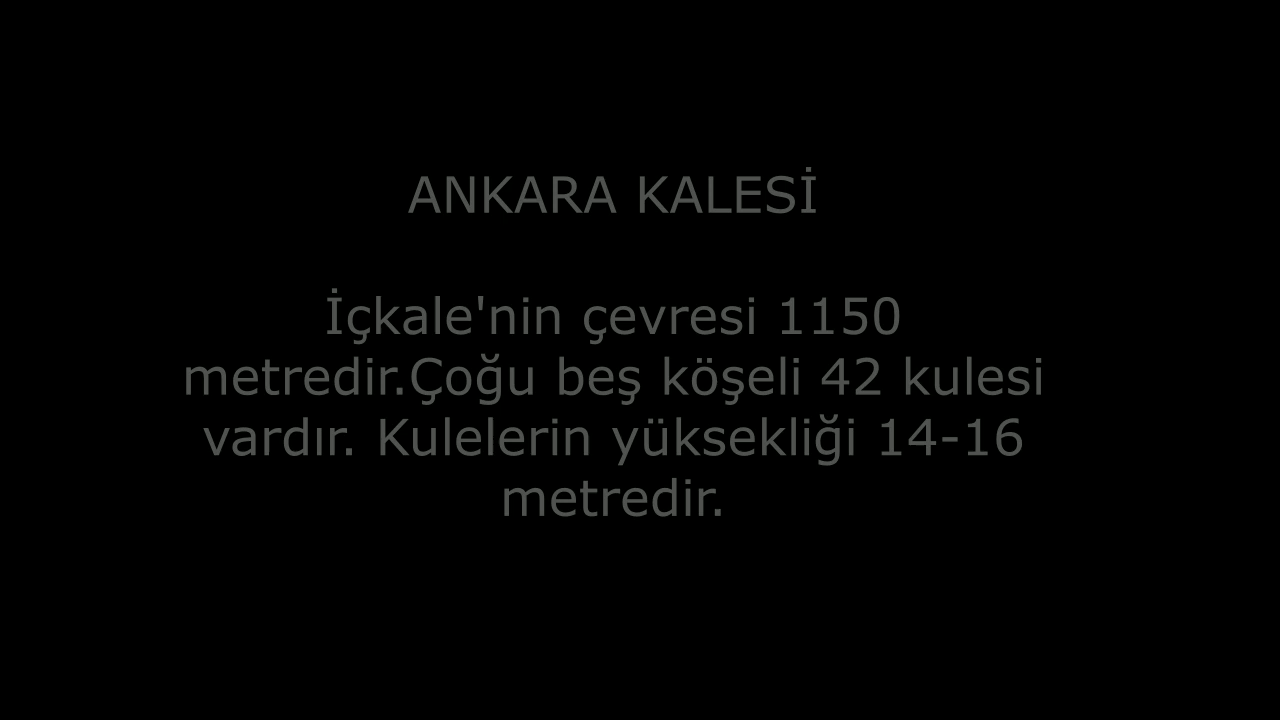 ANKARA KALESİ
İçkale'nin çevresi 1150
metredir.Çoğu beş köşeli 42 kulesi
vardır. Kulelerin yüksekliği 14-16
metredir.